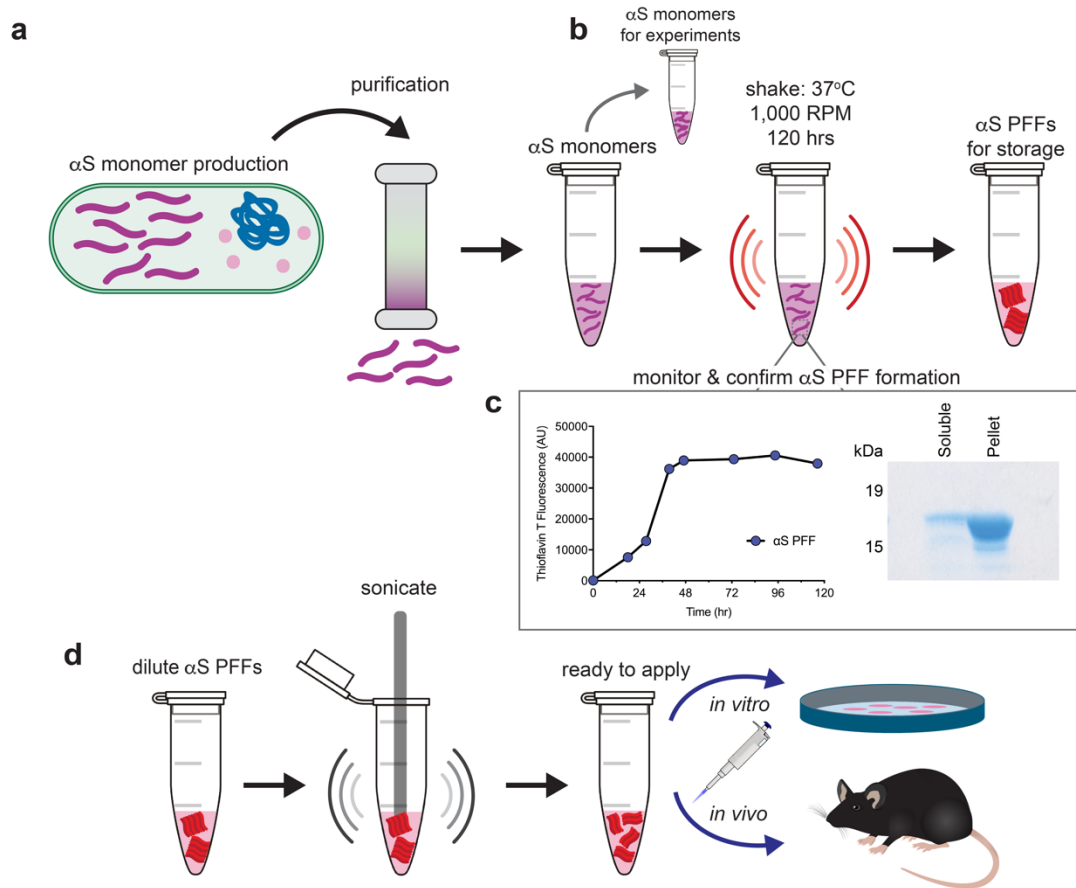 a
purification
αS monomer production
b
αS monomers
for experiments
αS monomers
shake: 37°C
1,000 RPM
120 hrs
αS PFFs
for storage
monitor & confirm αS PFF formation
c
Thioflavin T Fluorescence (AU)
50000
40000
30000
20000
10000
0
0
24
48
72
96
120
Time (hr)
αS PFF
kDa
Soluble
Pellet
19
15
d
dilute αS PFFs
sonicate
ready to apply
in vitro
in vivo